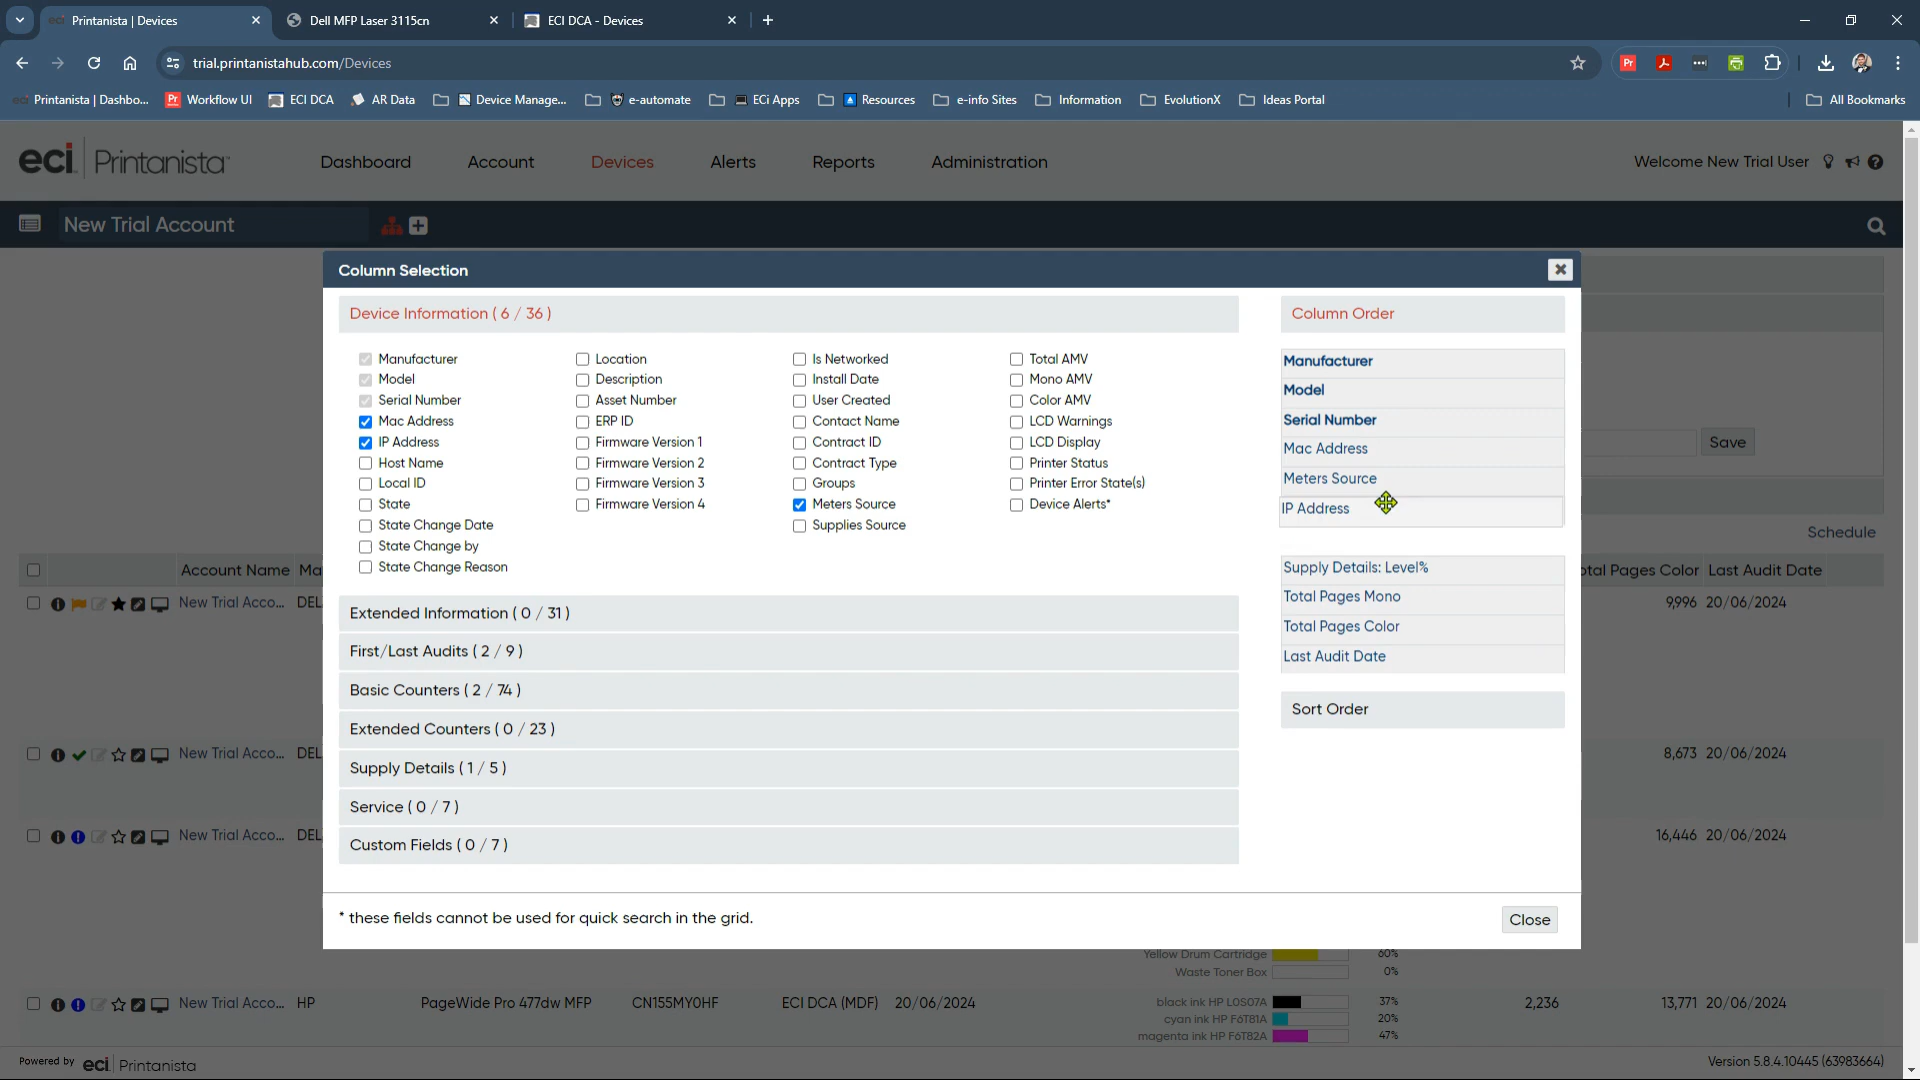 Printanista | Devices
Dell MFP Laser 3115cn
ECI DCA - Devices
trial.printanistahub.com/Devices
Printanista | Dashbo...
Workflow UI
ECI DCA
AR Data
Device Manage...
e-automate
ECi Apps
Resources
e-info Sites
Information
EvolutionX
Ideas Portal
All Bookmarks
eci Printanista
Dashboard
Account
Devices
Alerts
Reports
Administration
Welcome New Trial User
New Trial Account
Column Selection
Device Information ( 6 / 36 )
Manufacturer
Model
Serial Number
Mac Address
IP Address
Host Name
Local ID
State
State Change Date
State Change by
State Change Reason
Location
Description
Asset Number
ERP ID
Firmware Version 1
Firmware Version 2
Firmware Version 3
Firmware Version 4
Is Networked
Install Date
User Created
Contact Name
Contract ID
Contract Type
Groups
Meters Source
Supplies Source
Total AMV
Mono AMV
Color AMV
LCD Warnings
LCD Display
Printer Status
Printer Error State(s)
Device Alerts*
Extended Information ( 0 / 31 )
First/Last Audits ( 2 / 9 )
Basic Counters ( 2 / 74 )
Extended Counters ( 0 / 23 )
Supply Details ( 1 / 5 )
Service ( 0 / 7 )
Custom Fields ( 0 / 7 )
Column Order
Manufacturer
Model
Serial Number
Mac Address
Meters Source
IP Address
Supply Details: Level%
Total Pages Mono
Total Pages Color
Last Audit Date
Sort Order
* these fields cannot be used for quick search in the grid.
Close
Save
Schedule
Account Name Ma
otal Pages Color Last Audit Date
New Trial Acco... DEL
9,996 20/06/2024
New Trial Acco... DEL
8,673 20/06/2024
New Trial Acco... DEL
16,446 20/06/2024
Yellow Drum Cartridge 60%
Waste Toner Box 0%
New Trial Acco... HP PageWide Pro 477dw MFP CN155MY0HF ECI DCA (MDF) 20/06/2024
black ink HP L0S07A 37%
cyan ink HP F6T81A 20%
magenta ink HP F6T82A 47%
2,236 13,771 20/06/2024
Powered by eci Printanista
Version 5.8.4.10445 (63983664)